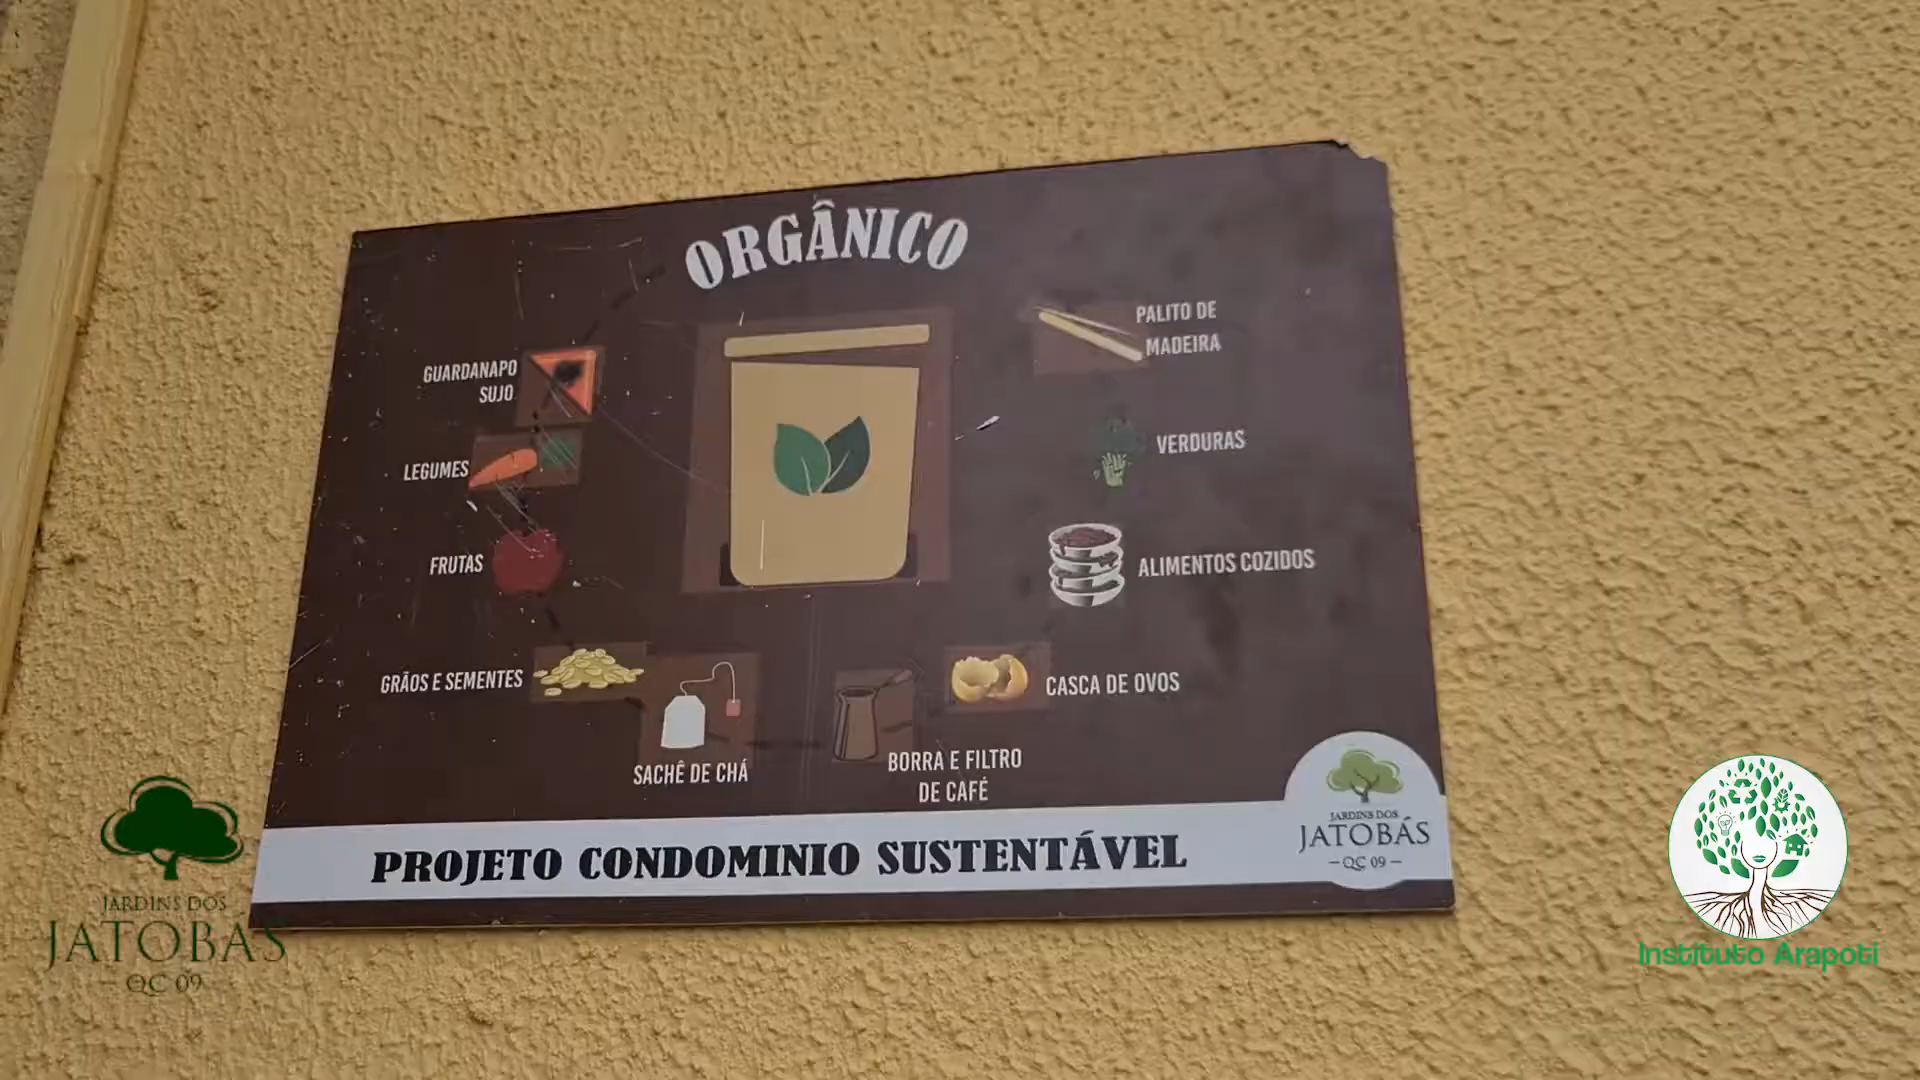 ORGÂNICO
PALITO DE
MADEIRA
GUARDANAPO
SUJO
VERDURAS
LEGUMES
FRUTAS
ALIMENTOS COZIDOS
GRÃOS E SEMENTES
CASCA DE OVOS
SACHÊ DE CHÁ
BORRA E FILTRO
DE CAFÉ
PROJETO CONDOMINIO SUSTENTÁVEL
JARDINS DOS
JATOBÁS
QC 09
JARDINS DOS
JATOBÁS
QC 09
Instituto Arapoti